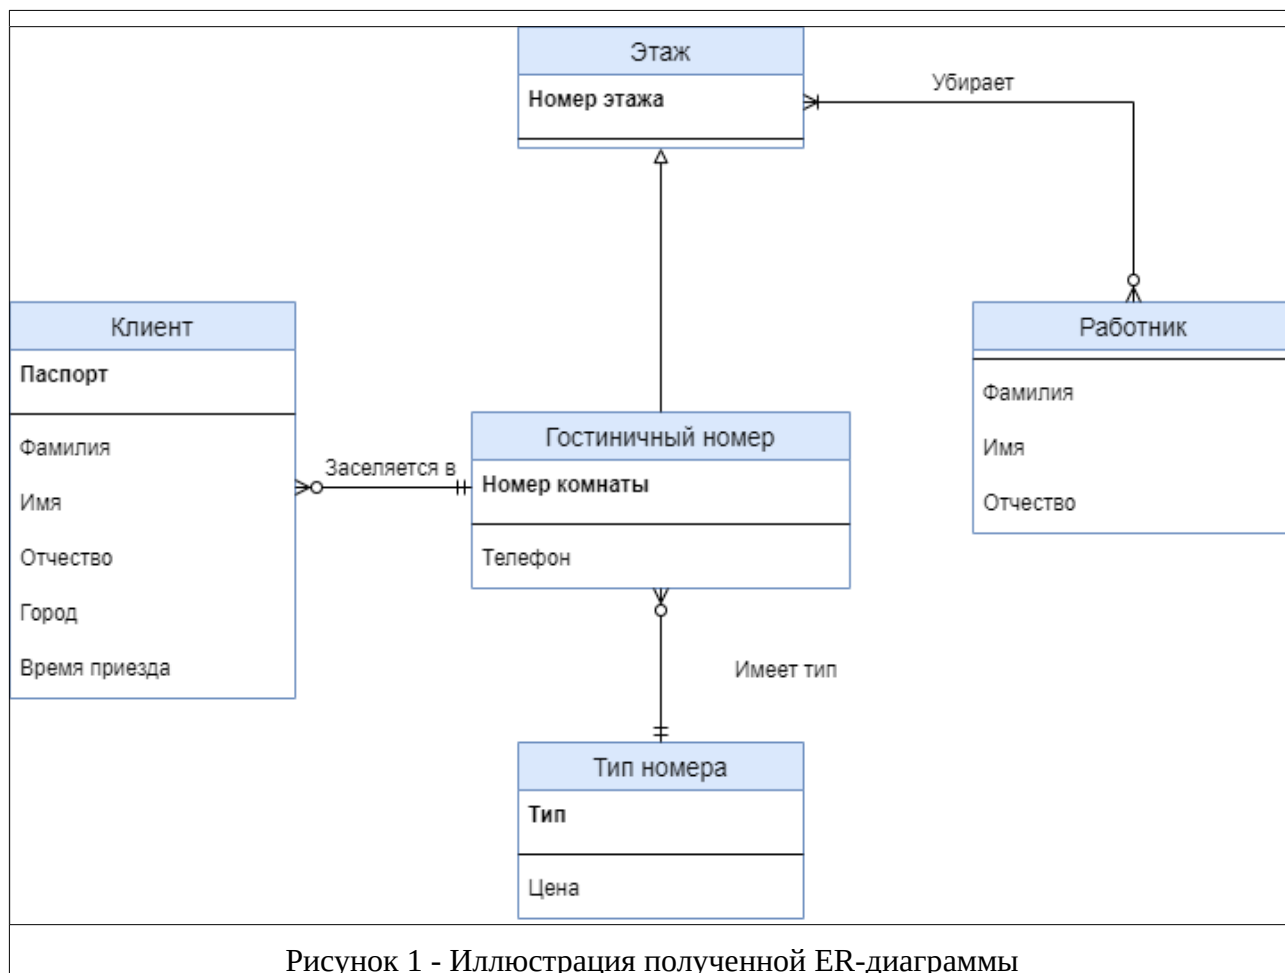 Этаж
Номер этажа
Убирает
Клиент
Паспорт
Фамилия
Имя
Отчество
Город
Время приезда
Заселяется в
Гостиничный номер
Номер комнаты
Телефон
Работник
Фамилия
Имя
Отчество
Имеет тип
Тип номера
Тип
Цена
Рисунок 1 - Иллюстрация полученной ER-диаграммы